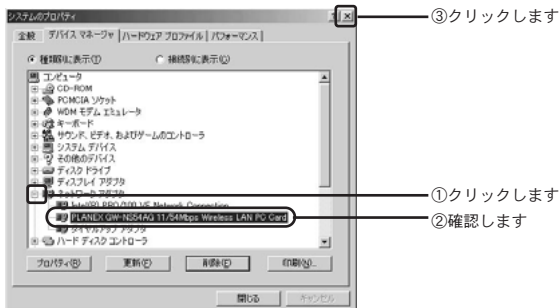 システムのプロパティ
③クリックします
全般 デバイス マネージャ ハードウェア プロファイル パフォーマンス
種類別に表示(T) 接続別に表示(C)
コンピュータ
CD-ROM
PCMCIA ソケット
WDM モデム エミュレータ
キーボード
サウンド、ビデオ、およびゲームのコントローラ
システム デバイス
その他のデバイス
ディスク ドライブ
ディスプレイ アダプタ
ネットワーク アダプタ
①クリックします
Intel(R) PRO/100 VE Network Connection
PLANEX GW-NS54AG 11/54Mbps Wireless LAN PC Card
②確認します
ダイヤルアップ アダプタ
ハード ディスク コントローラ
プロパティ(R) 更新(F) 削除(E) 印刷(N)...
閉じる キャンセル